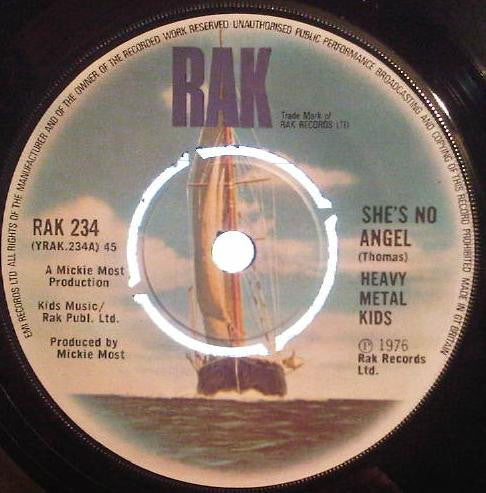 EMI RECORDS LTD ALL RIGHTS OF THE MANUFACTURER AND OF THE OWNER OF THE RECORDED WORK RESERVED UNAUTHORISED PUBLIC PERFORMANCE BROADCASTING AND COPYING OF THIS RECORD PROHIBITED MADE IN GT BRITAIN
RAK
Trade Mark of
RAK RECORDS LTD
RAK 234
(YRAK.234A) 45
A Mickie Most
Production
Kids Music/
Rak Publ. Ltd.
Produced by
Mickie Most
SHE'S NO
ANGEL
(Thomas)
HEAVY
METAL
KIDS
Ⓟ 1976
Rak Records
Ltd.